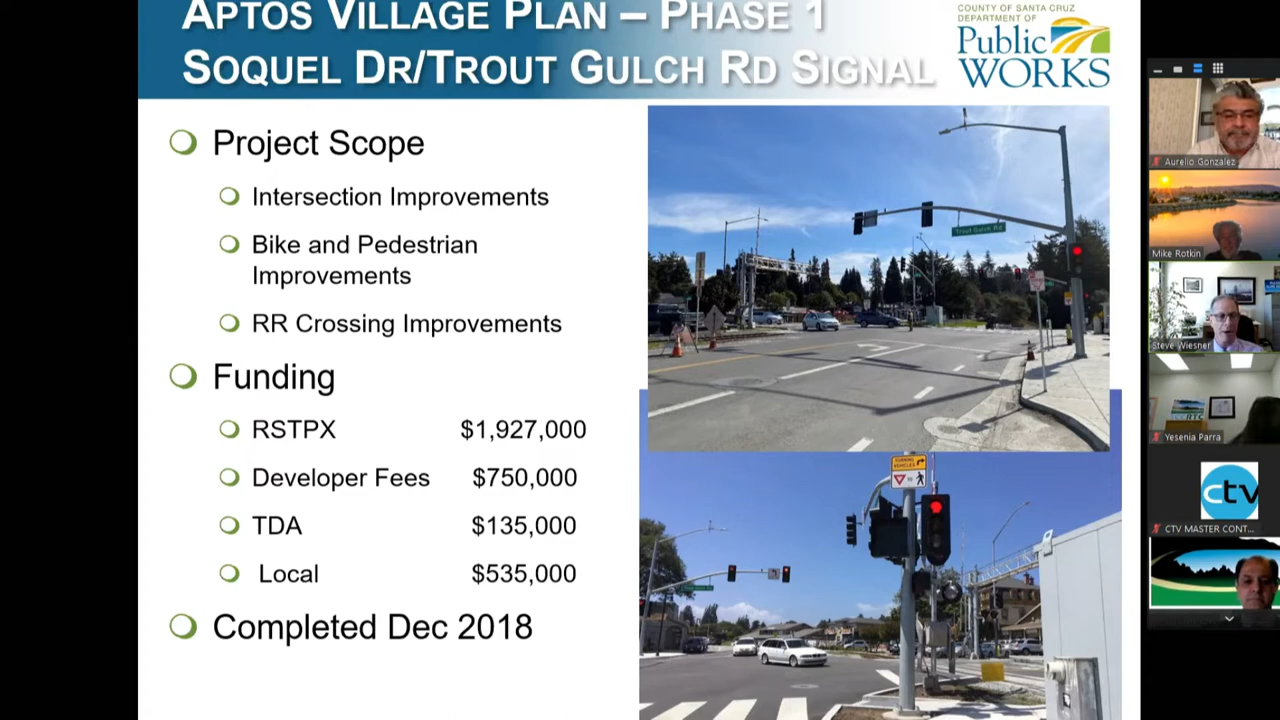 APTOS VILLAGE PLAN – PHASE 1
SOQUEL DR/TROUT GULCH RD SIGNAL
COUNTY OF SANTA CRUZ
DEPARTMENT OF
Public
WORKS
Project Scope
Intersection Improvements
Bike and Pedestrian
Improvements
RR Crossing Improvements
Funding
RSTPX $1,927,000
Developer Fees $750,000
TDA $135,000
Local $535,000
Completed Dec 2018
Trout Gulch Rd
TURNING
VEHICLES
TO
Aurelio Gonzalez
Mike Rotkin
Steve Wiesner
Yesenia Parra
ctv
CTV MASTER CONT...